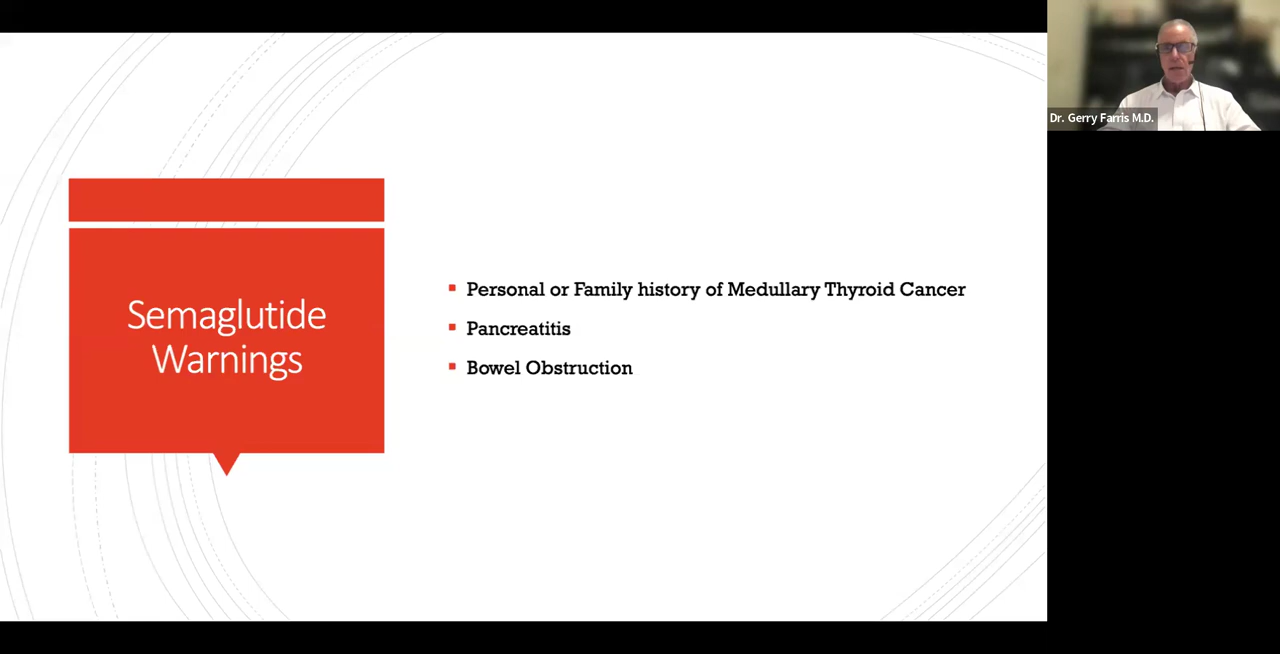 Semaglutide
Warnings
Personal or Family history of Medullary Thyroid Cancer
Pancreatitis
Bowel Obstruction
Dr. Gerry Farris M.D.